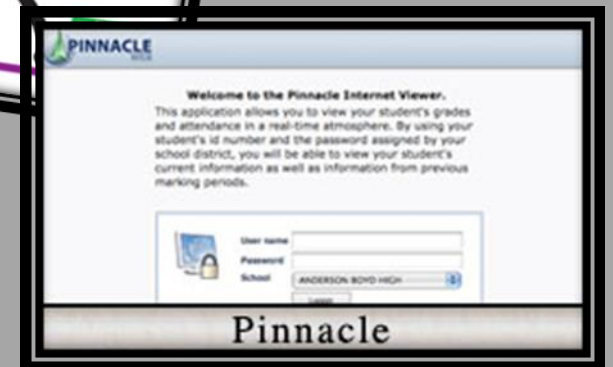 PINNACLE
Welcome to the Pinnacle Internet Viewer.
This application allows you to view your student's grades
and attendance in a real-time atmosphere. By using your
student's id number and the password assigned by your
school district, you will be able to view your student's
current information as well as information from previous
marking periods.
User name
Password
School
ANDERSON BOYD HIGH
Pinnacle